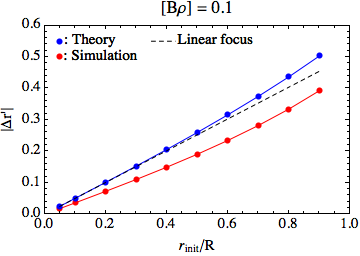 [Bρ] = 0.1
0.6
0.5
0.4
0.3
0.2
0.1
0.0
|Δr'|
●: Theory
--- Linear focus
●: Simulation
0.0 0.2 0.4 0.6 0.8 1.0
r_init/R